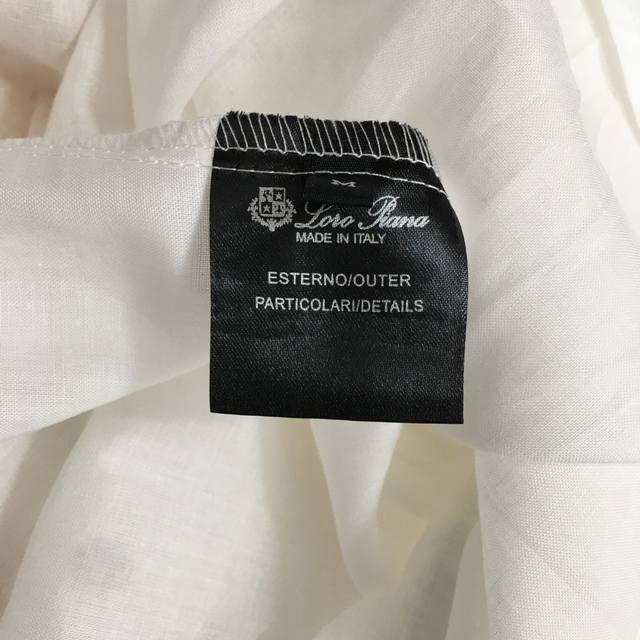 M
Loro Piana
MADE IN ITALY
ESTERNO/OUTER
PARTICOLARI/DETAILS